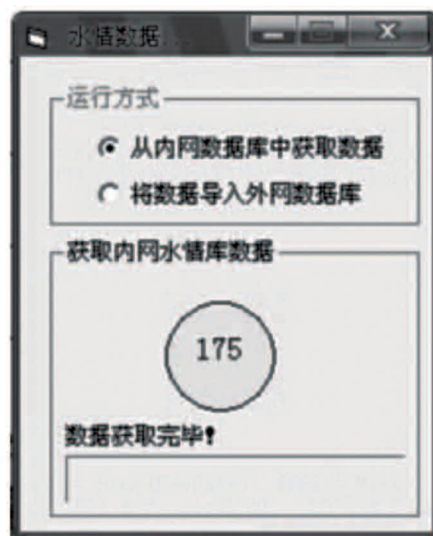 水情数据...
运行方式
从内网数据库中获取数据
将数据导入外网数据库
获取内网水情库数据
175
数据获取完毕!